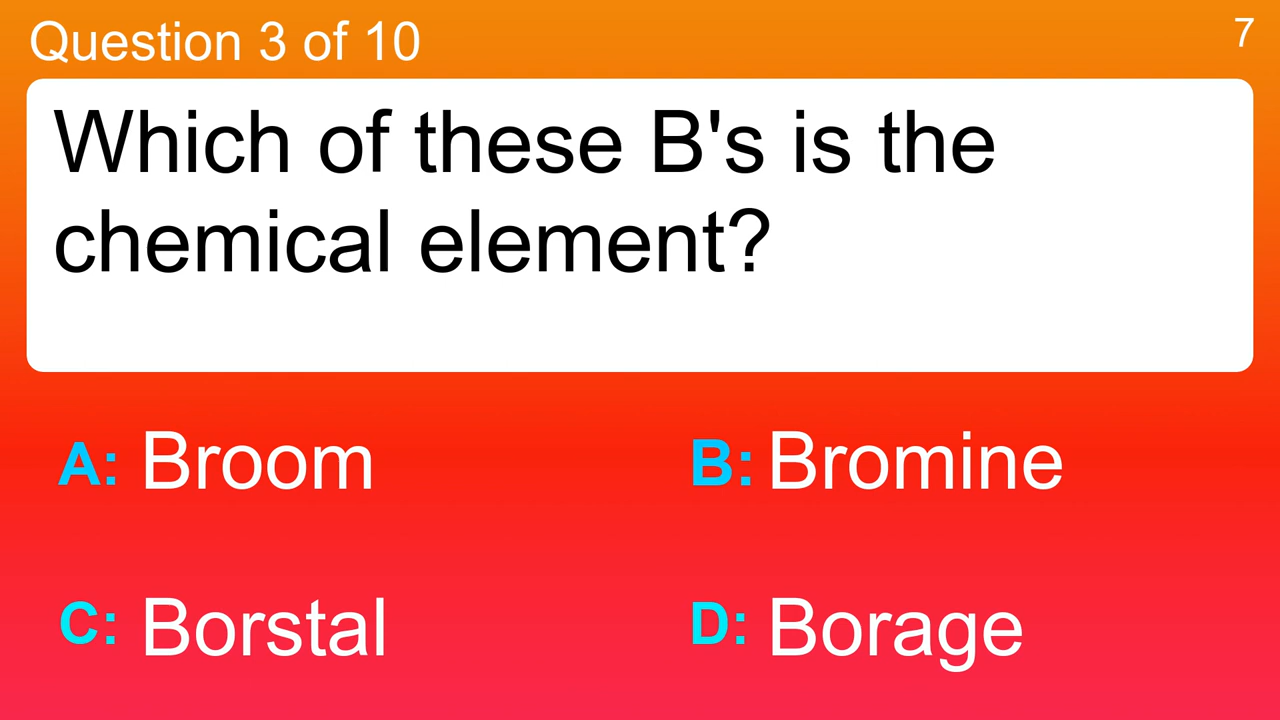 Question 3 of 10
7
Which of these B's is the
chemical element?
A: Broom
B: Bromine
C: Borstal
D: Borage